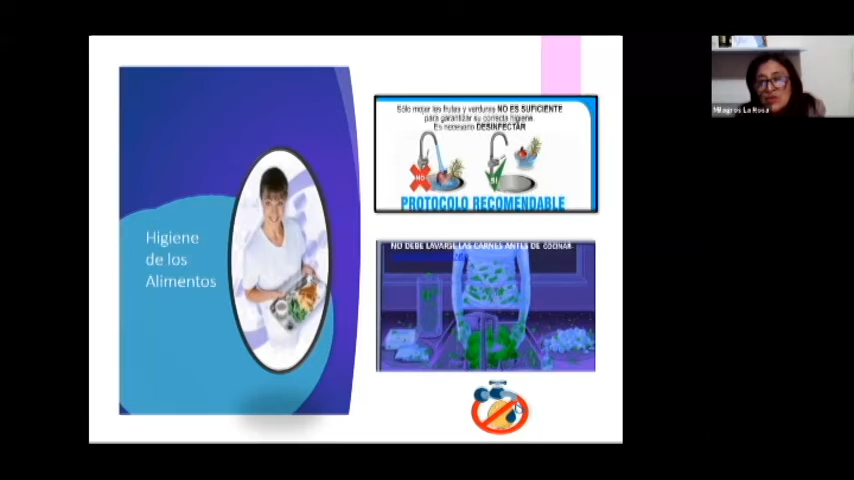 Higiene
de los
Alimentos
Sólo mojar las frutas y verduras NO ES SUFICIENTE
para garantizar su correcta higiene.
Es necesario DESINFECTAR
NO
SI
PROTOCOLO RECOMENDABLE
NO DEBE LAVARSE LAS CARNES ANTES DE COCINAR
Milagros La Rosa